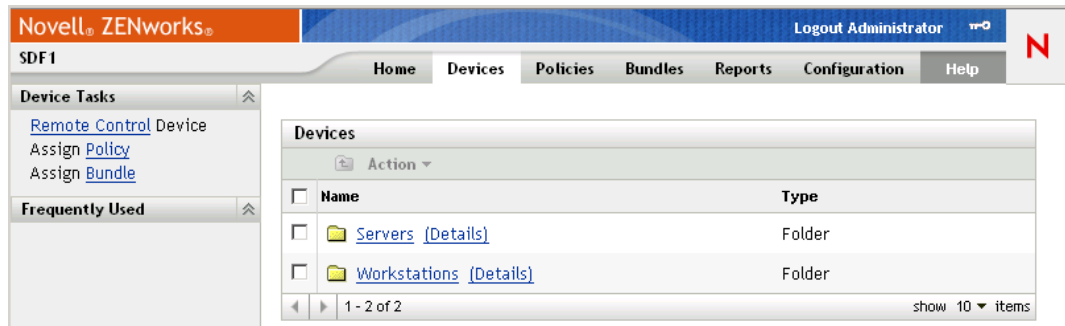 Novell® ZENworks®
Logout Administrator
N
SDF1
Home Devices Policies Bundles Reports Configuration Help
Device Tasks
Remote Control Device
Assign Policy
Assign Bundle
Frequently Used
Devices
Action
Name Type
Servers (Details) Folder
Workstations (Details) Folder
1 - 2 of 2 show 10 items